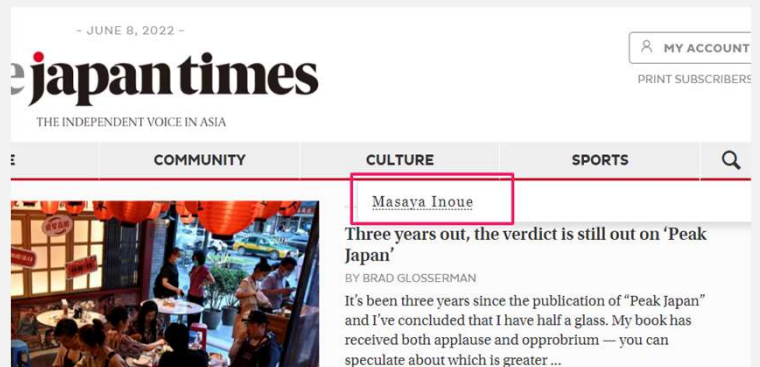 - JUNE 8, 2022 -
e japan times
THE INDEPENDENT VOICE IN ASIA
MY ACCOUNT
PRINT SUBSCRIBERS
E COMMUNITY CULTURE SPORTS
Masaya Inoue
Three years out, the verdict is still out on ‘Peak
Japan’
BY BRAD GLOSSERMAN
It’s been three years since the publication of “Peak Japan”
and I’ve concluded that I have half a glass. My book has
received both applause and opprobrium — you can
speculate about which is greater ...